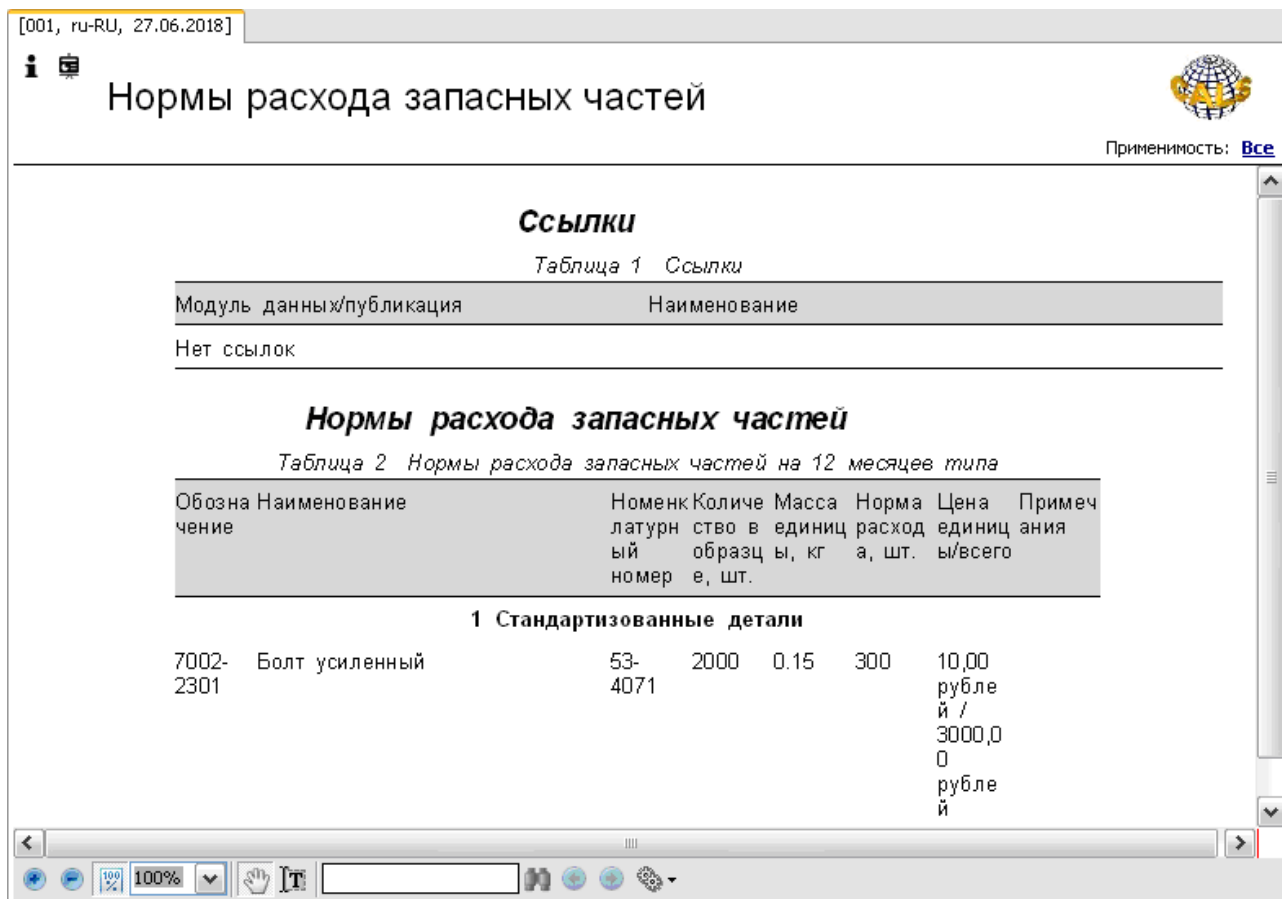 [001, ru-RU, 27.06.2018]
Нормы расхода запасных частей
CALS
Применимость: Все
Ссылки
Таблица 1 Ссылки
Модуль данных/публикация Наименование
Нет ссылок
Нормы расхода запасных частей
Таблица 2 Нормы расхода запасных частей на 12 месяцев типа
Обозна Наименование Номенк Количе Масса Норма Цена Примеч
чение латурн ство в единиц расход единиц ания
ый образц ы, кг а, шт. ы/всего
номер е, шт.
1 Стандартизованные детали
7002- Болт усиленный 53- 2000 0.15 300 10,00
2301 4071 рубле
й /
3000,0
0
рубле
й
100%